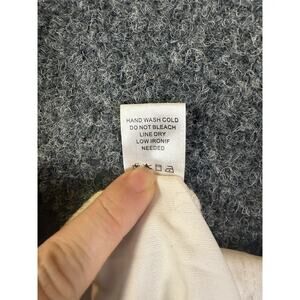 HAND WASH COLD
DO NOT BLEACH
LINE DRY
LOW IRONIF
NEEDED